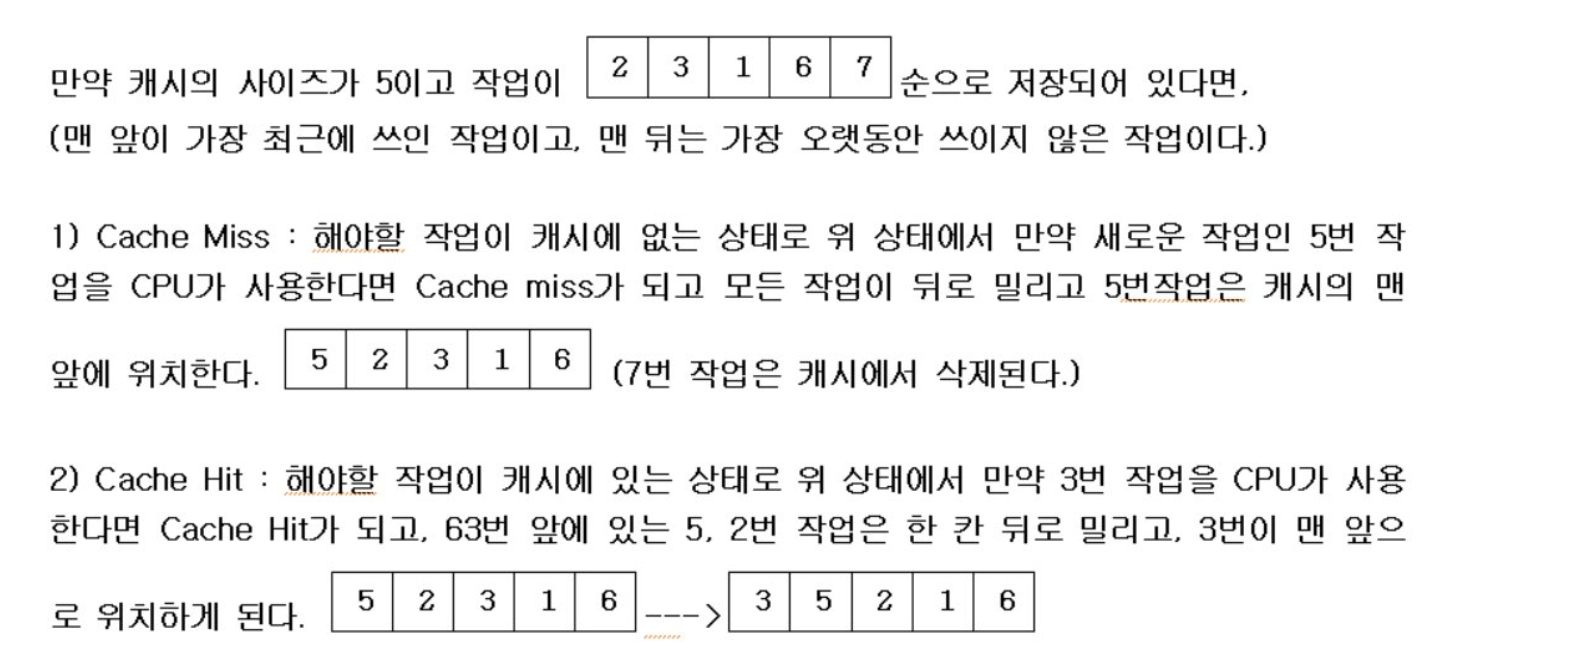 만약 캐시의 사이즈가 5이고 작업이 2 3 1 6 7 순으로 저장되어 있다면,
(맨 앞이 가장 최근에 쓰인 작업이고, 맨 뒤는 가장 오랫동안 쓰이지 않은 작업이다.)
1) Cache Miss : 해야할 작업이 캐시에 없는 상태로 위 상태에서 만약 새로운 작업인 5번 작
업을 CPU가 사용한다면 Cache miss가 되고 모든 작업이 뒤로 밀리고 5번작업은 캐시의 맨
앞에 위치한다. 5 2 3 1 6 (7번 작업은 캐시에서 삭제된다.)
2) Cache Hit : 해야할 작업이 캐시에 있는 상태로 위 상태에서 만약 3번 작업을 CPU가 사용
한다면 Cache Hit가 되고, 63번 앞에 있는 5, 2번 작업은 한 칸 뒤로 밀리고, 3번이 맨 앞으
로 위치하게 된다. 5 2 3 1 6 ---> 3 5 2 1 6